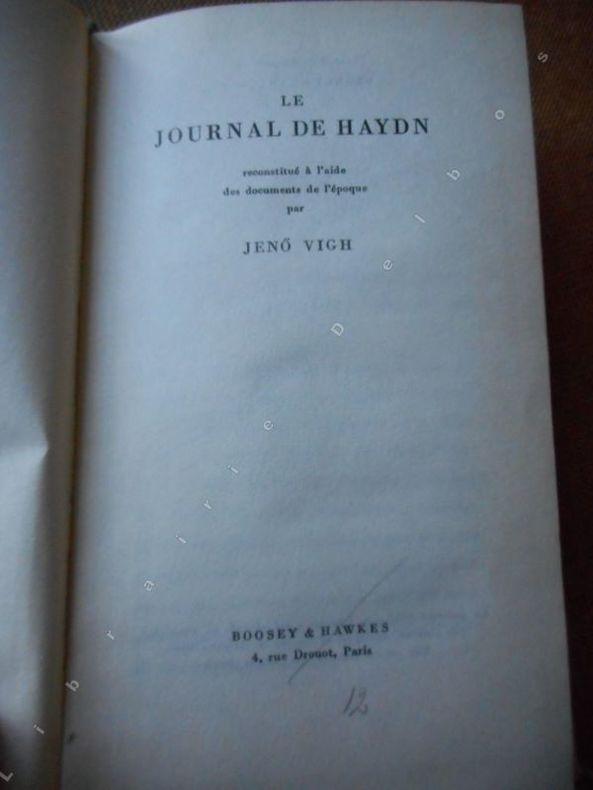 LE
JOURNAL DE HAYDN
reconstitué à l'aide
des documents de l'époque
par
JENŐ VIGH
BOOSEY & HAWKES
4, rue Drouot, Paris
12
Librairie Delbos